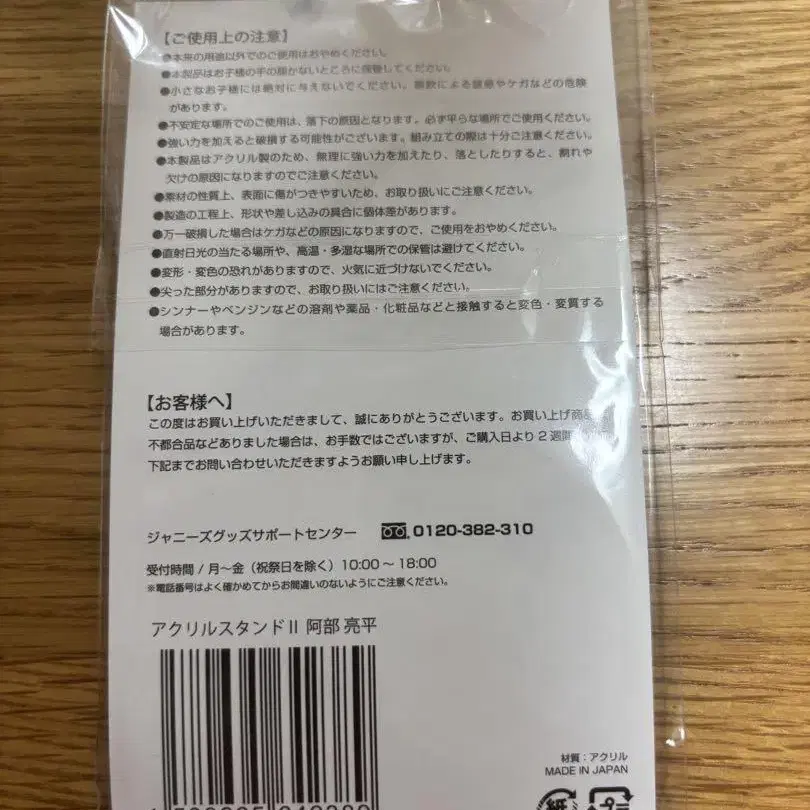 【ご使用上の注意】
●本来の用途以外でのご使用はおやめください。
●本製品はお子様の手の届かないところに保管してください。
●小さなお子様には絶対に与えないでください。誤飲による窒息やケガなどの危険
があります。
●不安定な場所でのご使用は、落下の原因となります。必ず平らな場所でご使用ください。
●強い力を加えると破損する可能性がございます。組み立ての際は十分ご注意ください。
●本製品はアクリル製のため、無理に強い力を加えたり、落としたりすると、割れや
欠けの原因になりますのでご注意ください。
●素材の性質上、表面に傷がつきやすいため、お取り扱いにご注意ください。
●製造の工程上、形状や差し込みの具合に個体差があります。
●万一破損した場合はケガなどの原因になりますので、ご使用をおやめください。
●直射日光の当たる場所や、高温・多湿な場所での保管は避けてください。
●変形・変色の恐れがありますので、火気に近づけないでください。
●尖った部分がありますので、お取り扱いにはご注意ください。
●シンナーやベンジンなどの溶剤や薬品・化粧品などと接触すると変色・変質する
場合があります。
【お客様へ】
この度はお買い上げいただきまして、誠にありがとうございます。お買い上げ商
不都合品などありました場合は、お手数ではございますが、ご購入日より2週
下記までお問い合わせいただきますようお願い申し上げます。
ジャニーズグッズサポートセンター 0120-382-310
受付時間 / 月～金（祝祭日を除く）10:00～18:00
※電話番号はよく確かめてからお間違いのないようにご注意ください。
アクリルスタンドII 阿部 亮平
材質：アクリル
MADE IN JAPAN
紙 プラ